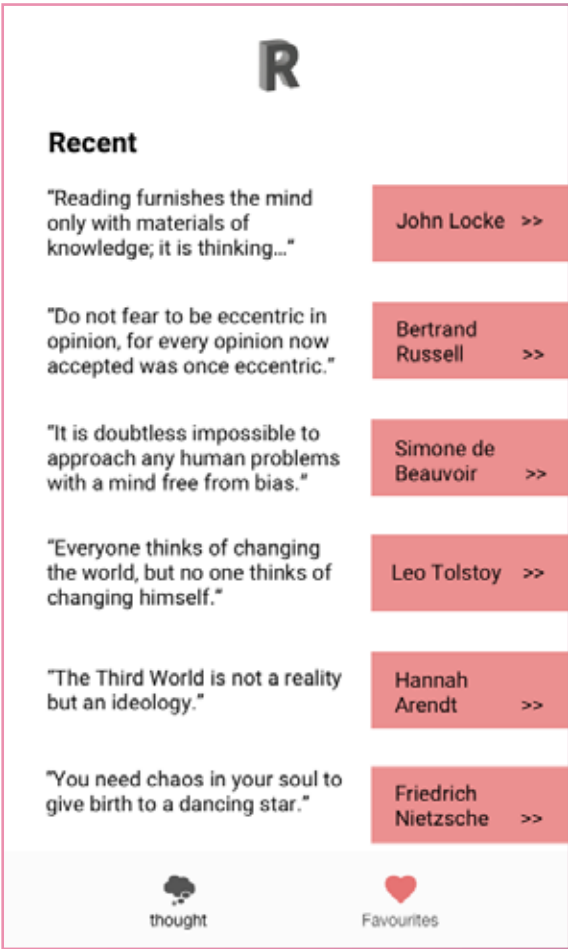 R
Recent
“Reading furnishes the mind
only with materials of
knowledge; it is thinking...”
John Locke >>
“Do not fear to be eccentric in
opinion, for every opinion now
accepted was once eccentric.”
Bertrand
Russell >>
“It is doubtless impossible to
approach any human problems
with a mind free from bias.”
Simone de
Beauvoir >>
“Everyone thinks of changing
the world, but no one thinks of
changing himself.”
Leo Tolstoy >>
“The Third World is not a reality
but an ideology.”
Hannah
Arendt >>
“You need chaos in your soul to
give birth to a dancing star.”
Friedrich
Nietzsche >>
thought
Favourites